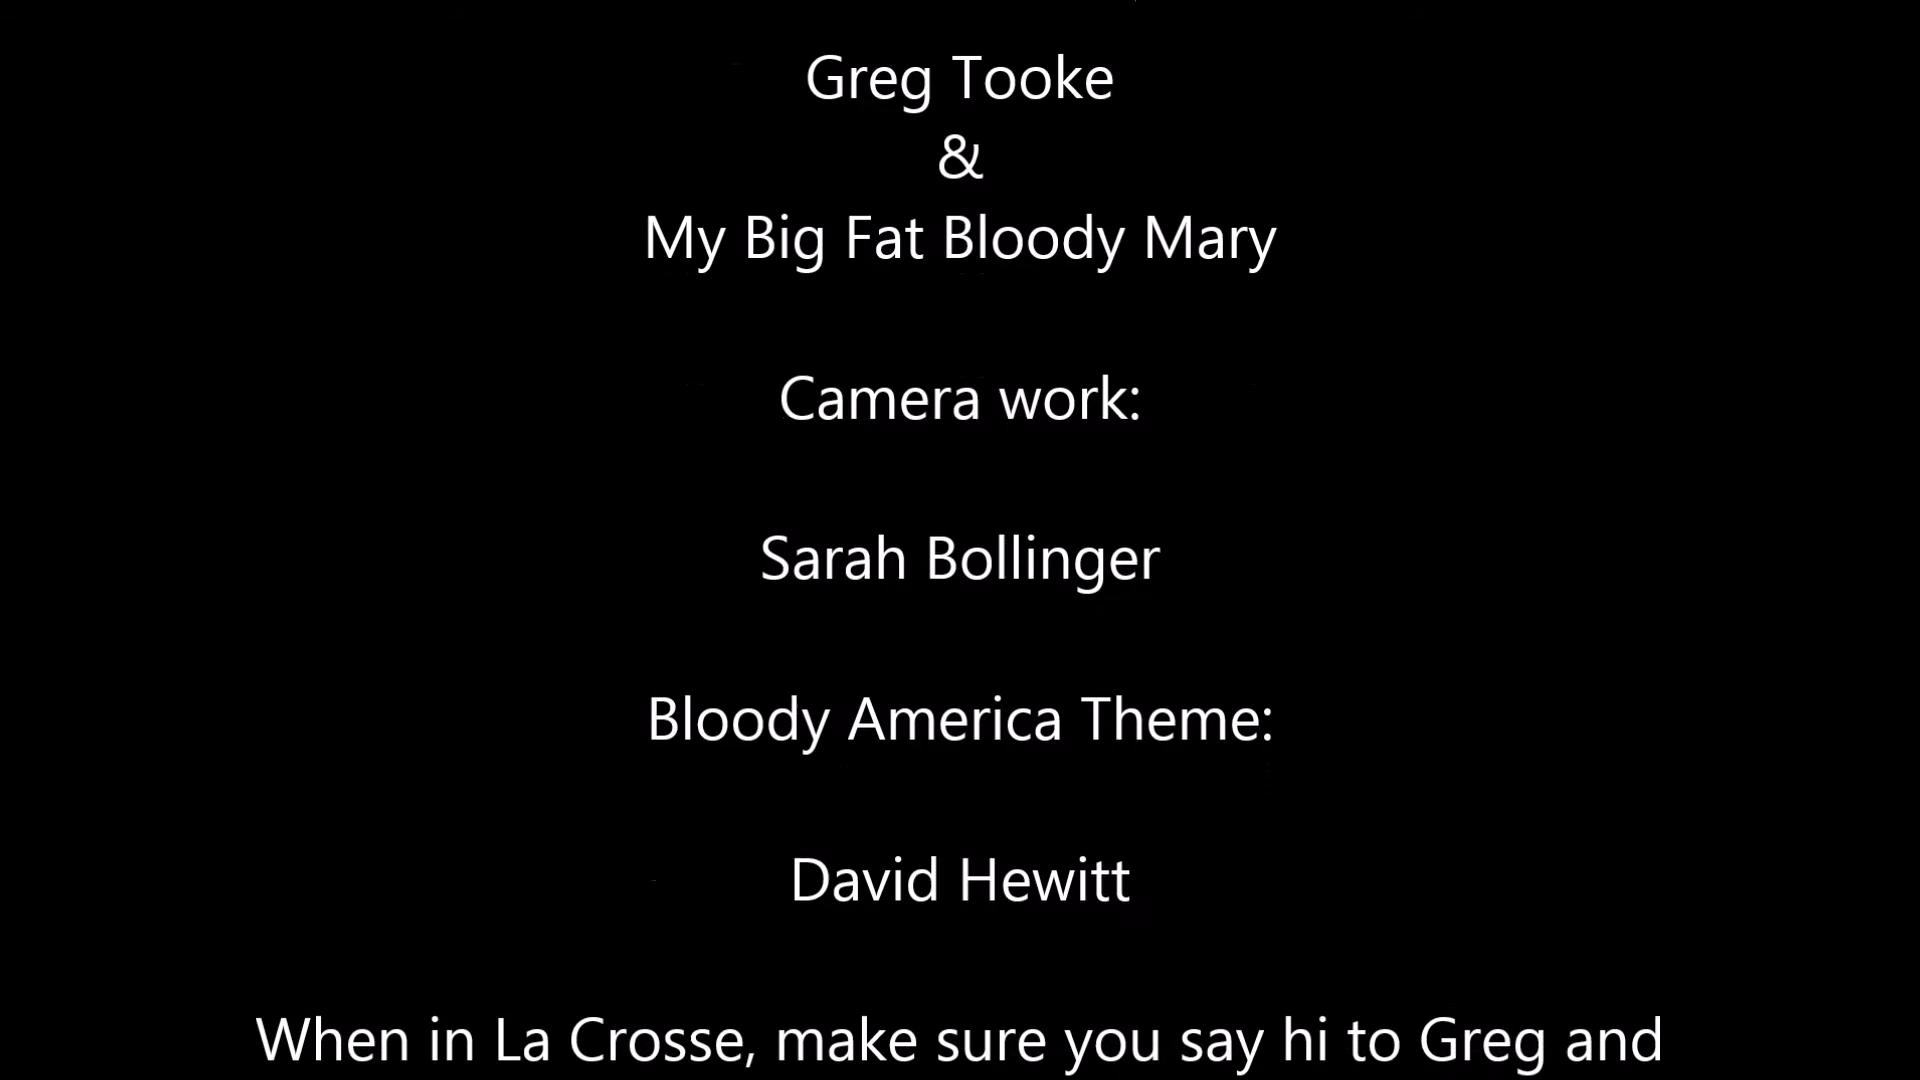 Greg Tooke
&
My Big Fat Bloody Mary
Camera work:
Sarah Bollinger
Bloody America Theme:
David Hewitt
When in La Crosse, make sure you say hi to Greg and